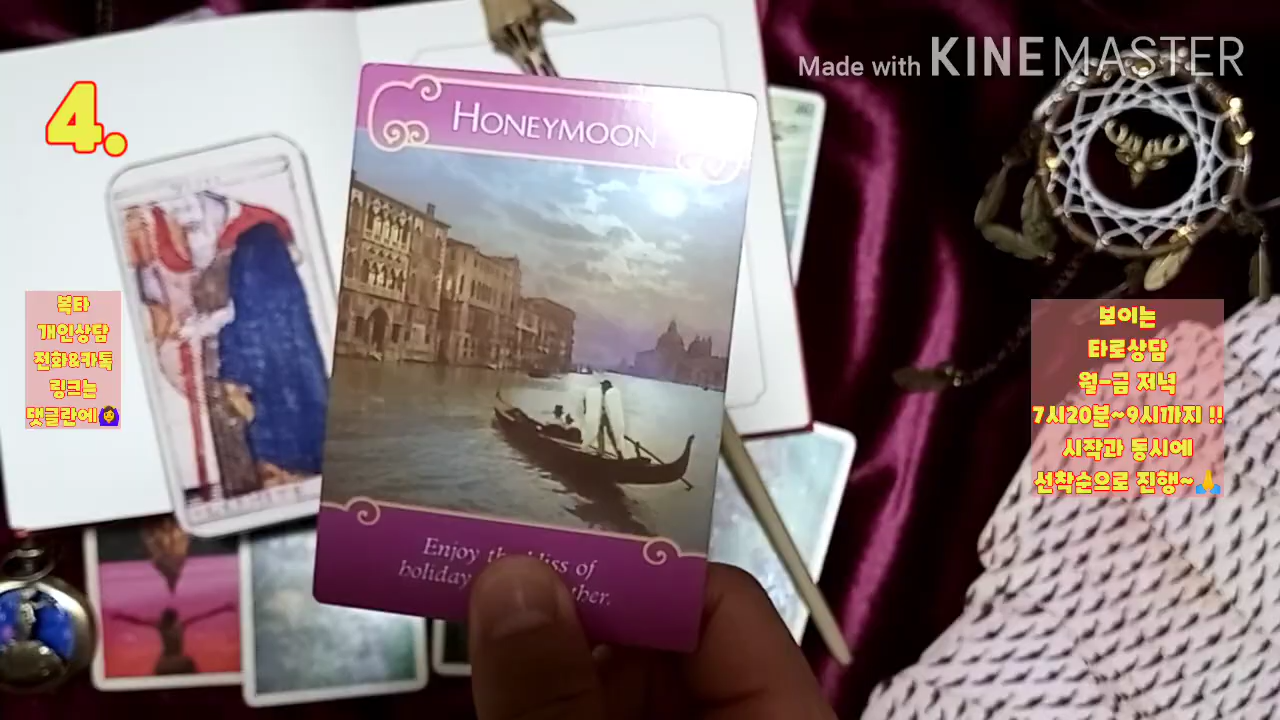 Made with KINEMASTER
4.
HONEYMOON
복타
개인상담
전화&카톡
링크는
댓글란에🙆‍♀️
보이는
타로상담
월-금 저녁
7시20분~9시까지 !!
시작과 동시에
선착순으로 진행~🙏
Enjoy of
holiday